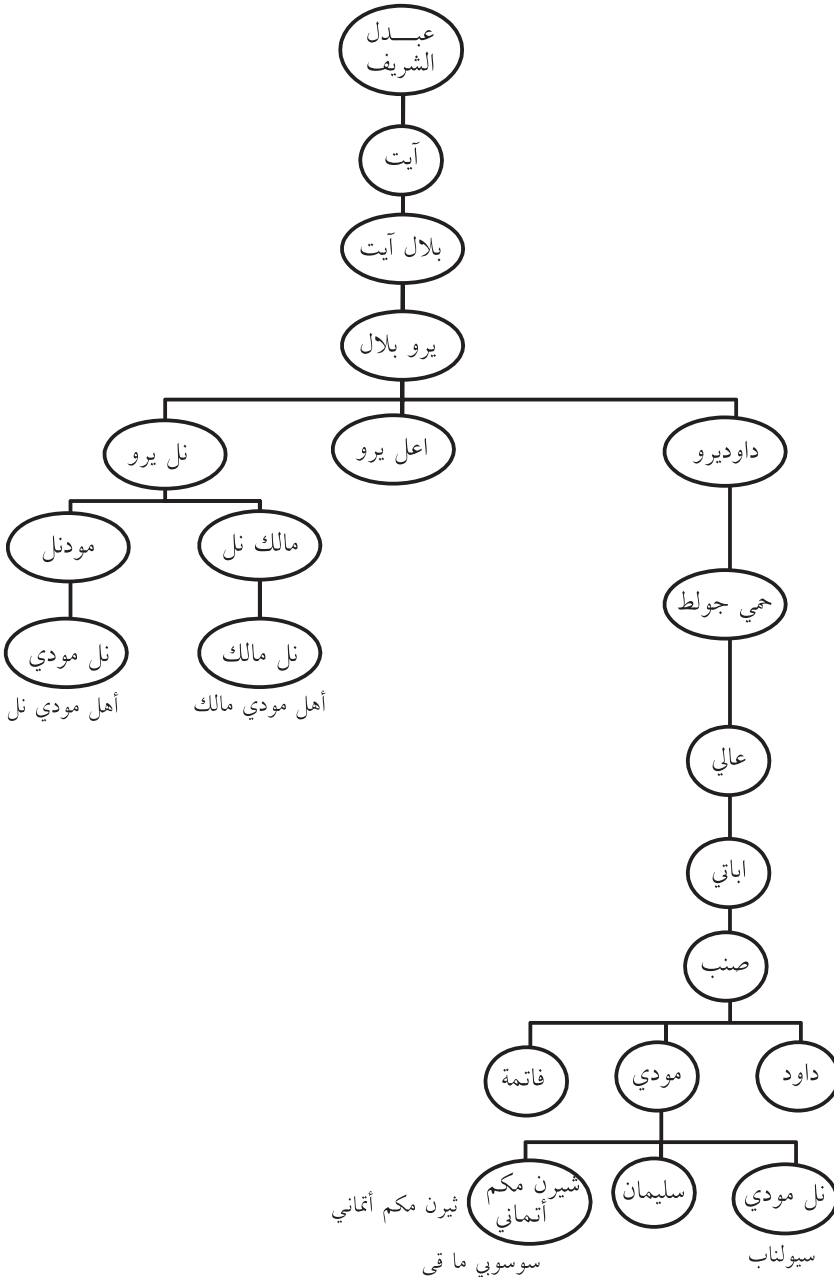 عبدل
الشريف
آيت
بلال آيت
يرو بلال
داوديرو
اعل يرو
نل يرو
حمي جولط
مالك نل
مودنل
نل مالك
نل مودي
أهل مودي مالك
أهل مودي نل
عالي
اباتي
صنب
داود
مودي
فاتمة
نل مودي
سليمان
شيرن مكم
أتماني
ثيرن مكم أتماني
سيولناب
سوسوبي ما قى